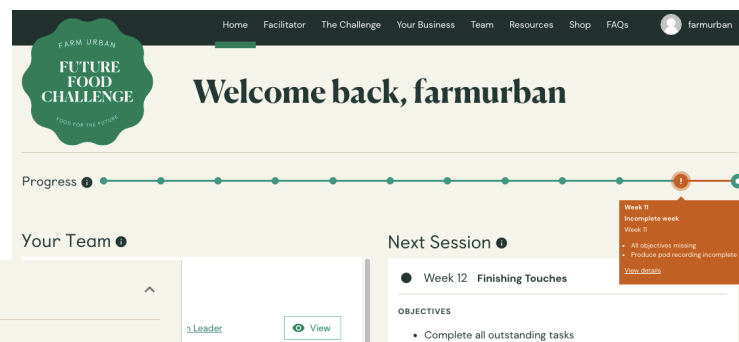 Home Facilitator The Challenge Your Business Team Resources Shop FAQs farmurban
FARM URBAN
FUTURE
FOOD
CHALLENGE
FOOD FOR THE FUTURE
Welcome back, farmurban
Progress
Week 11
Incomplete week
Week 11
• All objectives missing
• Produce pod recording incomplete
View details
Your Team
Leader
View
Next Session
Week 12 Finishing Touches
OBJECTIVES
• Complete all outstanding tasks